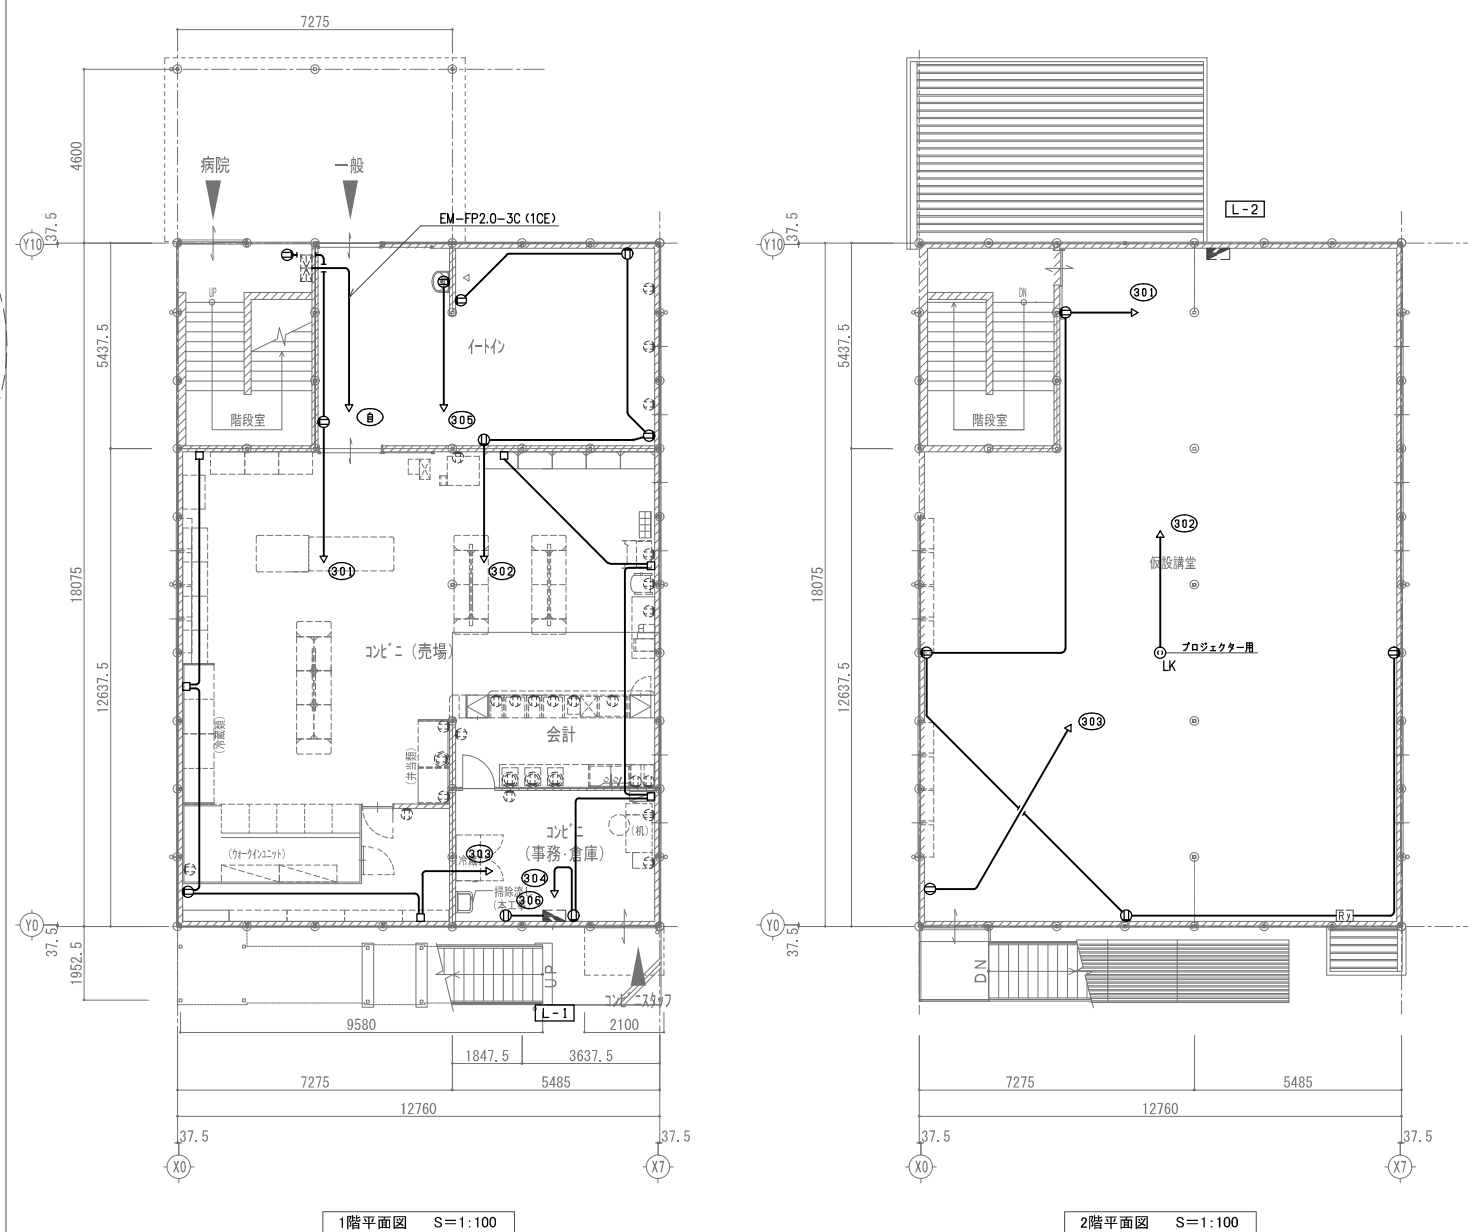 7275
4600
37.5
病院
一般
EM-FP2.0-3C (1CE)
Y10
UP
5437.5
イートイン
階段室
自
305
301
302
18075
12637.5
コンビニ (売場)
(冷蔵類)
会計
(弁当類)
コンビニ
(事務・倉庫)
(机)
(ウォークインユニット)
303
304
306
掃除流
(本工事
Y0
37.5
1952.5
UP
コンビニスタッフ
L-1
9580
2100
1847.5
3637.5
7275
5485
12760
37.5
37.5
X0
X7
1階平面図 S=1:100
L-2
37.5
Y10
DN
301
5437.5
階段室
302
仮設講堂
18075
プロジェクター用
LK
12637.5
303
Ry
Y0
37.5
DN
7275
5485
12760
37.5
37.5
X0
X7
2階平面図 S=1:100